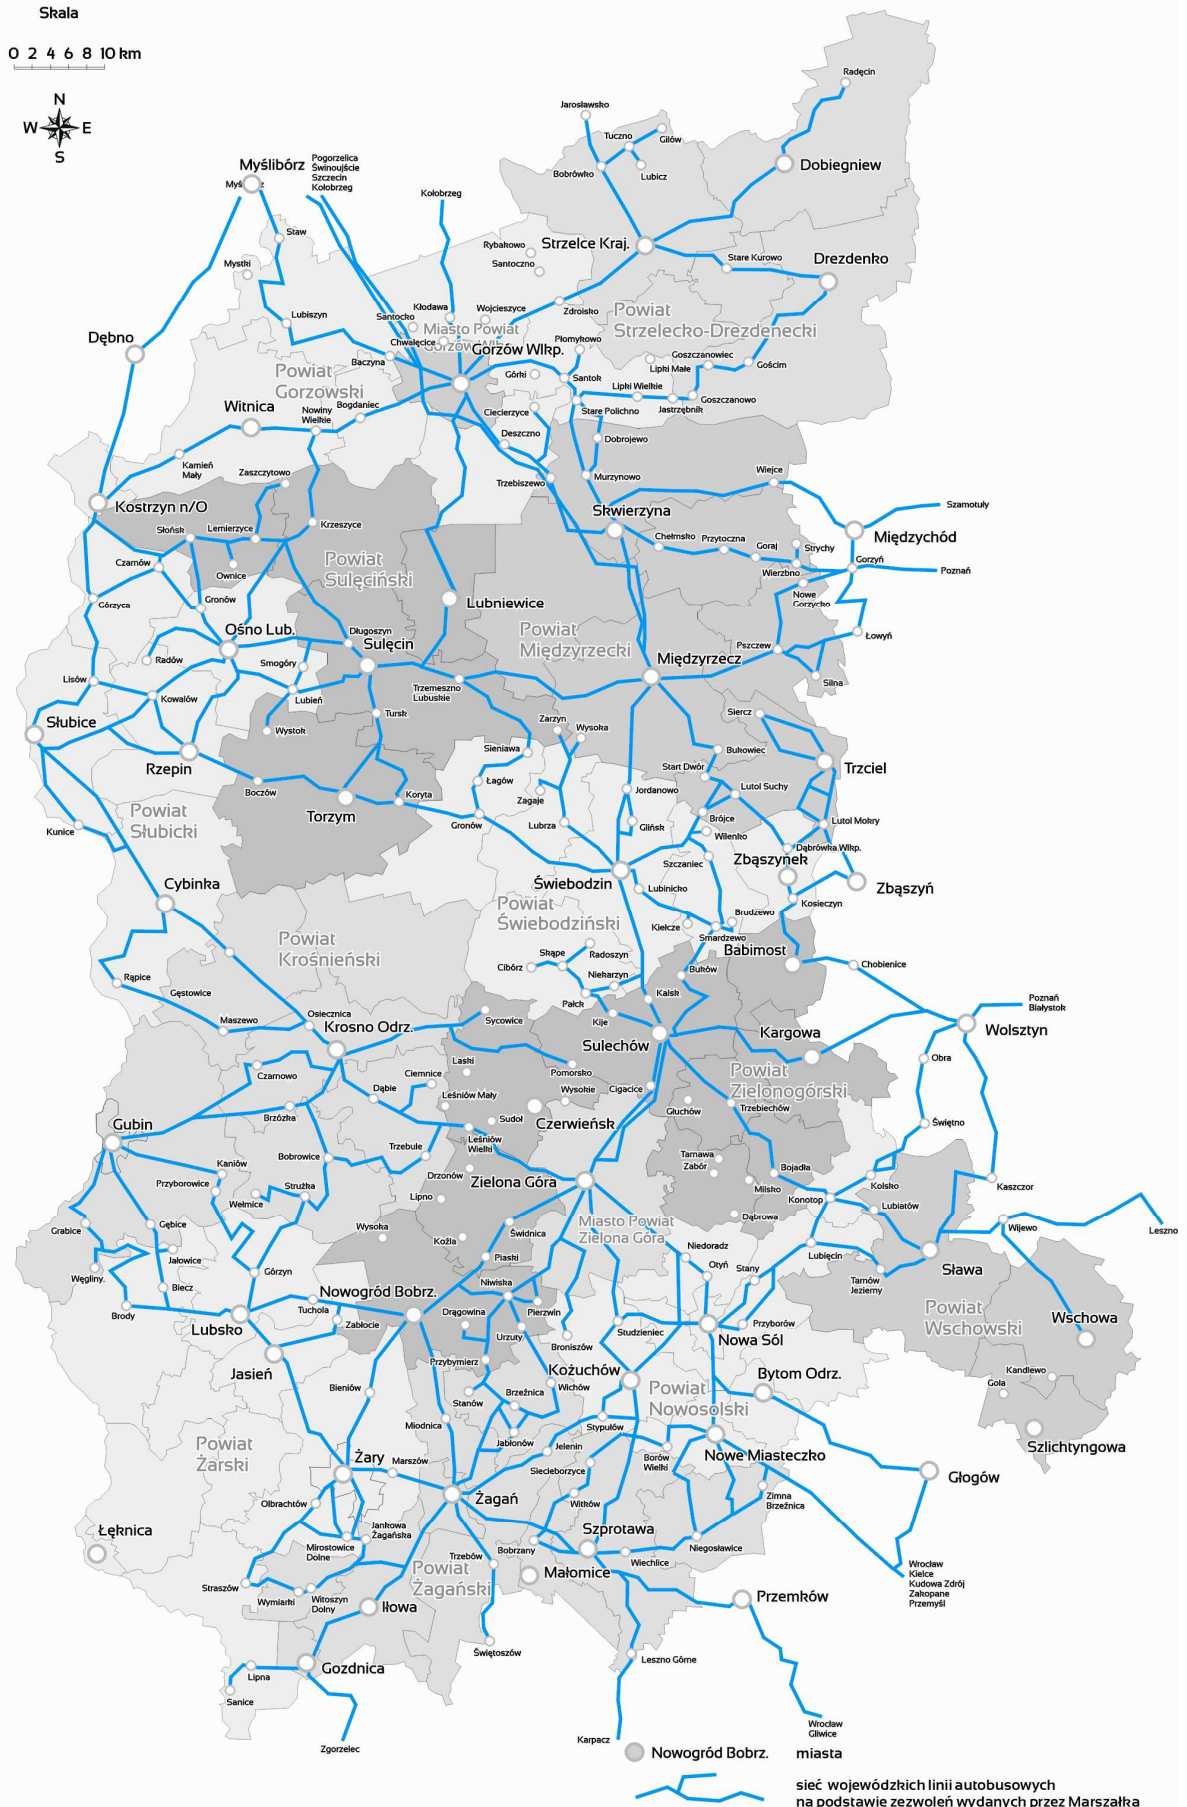 Skala
0 2 4 6 8 10 km
N
W E
S
Radęcin
Jarosławsko
Tuczno
Gilów
Bobrówko
Lubicz
Dobiegniew
Myślibórz
Pogorzelica
Świnoujście
Szczecin
Kołobrzeg
Kołobrzeg
Staw
Mystki
Rybakowo
Santoczno
Strzelce Kraj.
Stare Kurowo
Drezdenko
Lubiszyn
Kłodawa
Santocko
Wojcieszyce
Zdroisko
Powiat
Strzelecko-Drezdenecki
Miasto Powiat
Gorzów Wlkp.
Dębno
Chwalęcice
Gorzów Wlkp.
Płomykowo
Baczyna
Goszczanowiec
Lipki Małe
Gościm
Powiat
Gorzowski
Górki
Santok
Lipki Wielkie
Goszczanowo
Jastrzębnik
Witnica
Nowiny
Wielkie
Bogdaniec
Ciecierzyce
Stare Polichno
Deszczno
Dobrojewo
Kamień
Mały
Zaszczytowo
Trzebiszewo
Murzynowo
Wiejce
Kostrzyn n/O
Skwierzyna
Szamotuły
Słońsk
Lemierzyce
Krzeszyce
Międzychód
Chełmsko
Przytoczna
Goraj
Strychy
Gorzyń
Czarnów
Ownice
Powiat
Sulęciński
Wierzbno
Poznań
Górzyca
Gronów
Lubniewice
Nowe
Gorzycko
Ośno Lub.
Długoszyn
Powiat
Międzyrzecki
Łowyń
Radów
Smogóry
Sulęcin
Międzyrzecz
Pszczew
Lisów
Kowalów
Lubień
Trzemeszno
Lubuskie
Silna
Słubice
Wystok
Tursk
Zarzyn
Wysoka
Siercz
Rzepin
Sieniawa
Bukowiec
Start Dwór
Trzciel
Boczów
Łagów
Zagaje
Jordanowo
Lutol Suchy
Powiat
Słubicki
Torzym
Koryta
Gronów
Lubrza
Glińsk
Brójce
Lutol Mokry
Kunice
Wilenko
Dąbrówka Wlkp.
Zbąszynek
Cybinka
Świebodzin
Szczaniec
Zbąszyń
Lubinicko
Kosieczyn
Powiat
Świebodziński
Kiełcze
Brudzewo
Smardzewo
Powiat
Krośnieński
Babimost
Skąpe
Radoszyn
Cibórz
Niekarzyn
Buków
Chobienice
Rąpice
Gęstowice
Pałck
Kalsk
Poznań
Białystok
Maszewo
Osiecznica
Krosno Odrz.
Sycowice
Kije
Sulechów
Kargowa
Wolsztyn
Laski
Pomorsko
Obra
Czarnowo
Ciemnice
Dąbie
Leśniów Mały
Wysokie
Cigacice
Powiat
Zielonogórski
Brzózka
Sudoł
Czerwieńsk
Głuchów
Trzebiechów
Gubin
Leśniów
Wielki
Świętno
Bobrowice
Trzebule
Kaniów
Przyborowice
Drzonów
Zielona Góra
Tarnawa
Zabór
Bojadła
Strużka
Wełmice
Lipno
Milsko
Konotop
Kolsko
Kaszczor
Dąbrowa
Lubiatów
Grabice
Gębice
Wysoka
Koźla
Świdnica
Miasto Powiat
Zielona Góra
Wijewo
Leszno
Jałowice
Piaski
Niedoradz
Lubięcin
Węgliny.
Biecz
Górzyn
Otyń
Stany
Tarnów
Jezierny
Sława
Niwiska
Brody
Tuchola
Nowogród Bobrz.
Drągowina
Pierzwin
Powiat
Wschowski
Lubsko
Zabłocie
Urzuty
Studzieniec
Nowa Sól
Przyborów
Wschowa
Broniszów
Jasień
Przybymierz
Kożuchów
Bytom Odrz.
Kandlewo
Bieniów
Stanów
Brzeźnica
Wichów
Powiat
Nowosolski
Gola
Miodnica
Stypułów
Szlichtyngowa
Powiat
Żarski
Jabłonów
Jelenin
Żary
Marszów
Siecieborzyce
Borów
Wielki
Nowe Miasteczko
Głogów
Olbrachtów
Żagań
Witków
Zimna
Brzeźnica
Łęknica
Jankowa
Żagańska
Szprotawa
Mirostowice
Dolne
Bobrzany
Niegosławice
Trzebów
Wiechlice
Wrocław
Kielce
Kudowa Zdrój
Zakopane
Przemyśl
Powiat
Żagański
Małomice
Straszów
Wymiarki
Witoszyn
Dolny
Iłowa
Przemków
Świętoszów
Leszno Górne
Gozdnica
Lipna
Sanice
Zgorzelec
Karpacz
Wrocław
Gliwice
Nowogród Bobrz. miasta
sieć wojewódzkich linii autobusowych
na podstawie zezwoleń wydanych przez Marszałka